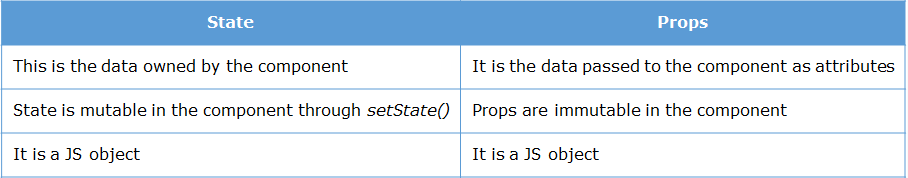 State
Props
This is the data owned by the component
It is the data passed to the component as attributes
State is mutable in the component through setState()
Props are immutable in the component
It is a JS object
It is a JS object